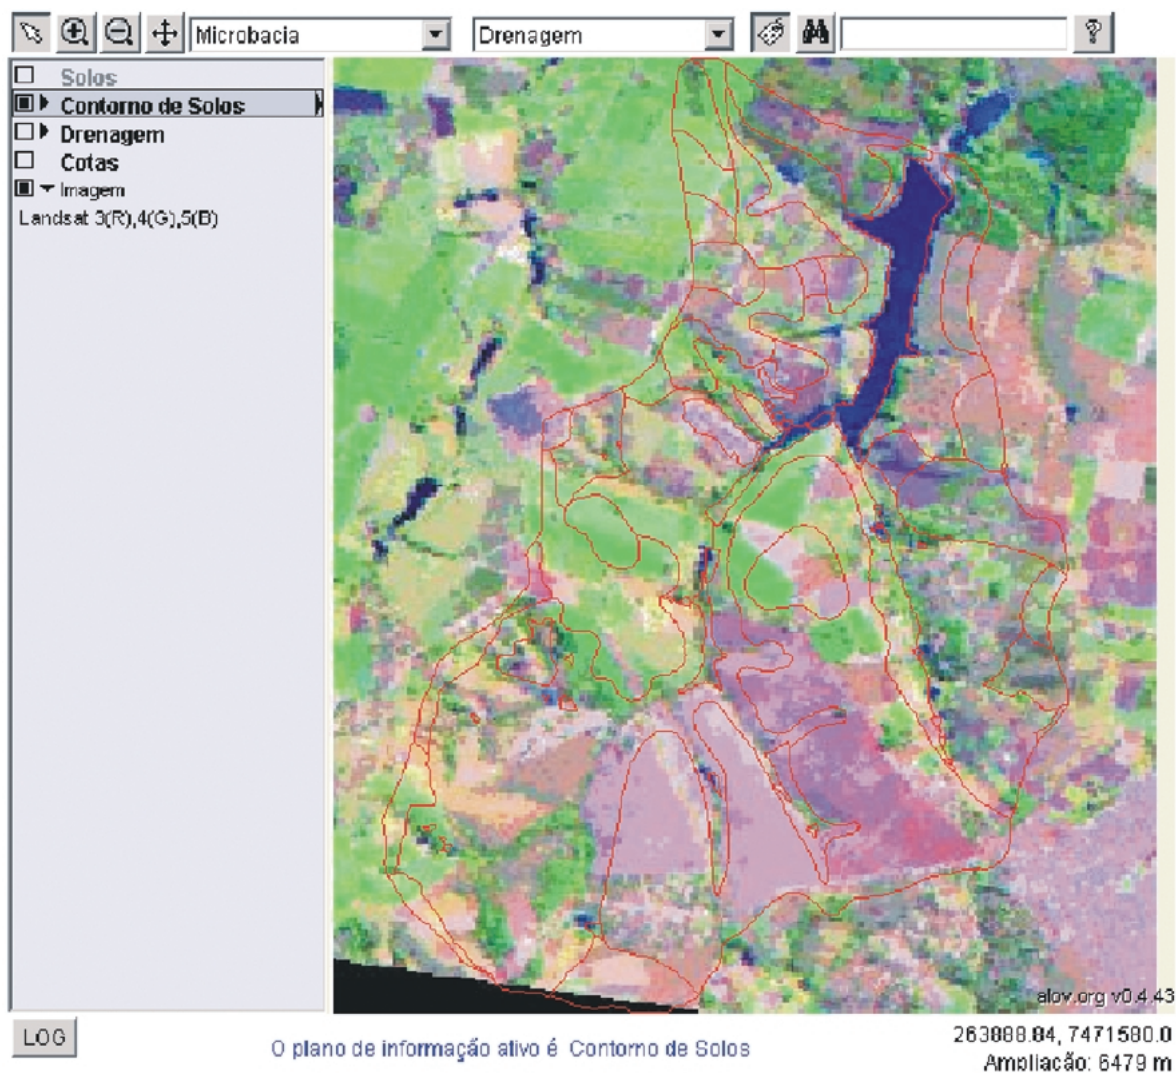 Microbacia
Drenagem
?
Solos
Contorno de Solos
Drenagem
Cotas
Imagem
Landsat 3(R),4(G),5(B)
alov.org v0.4.43
LOG
O plano de informação ativo é Contorno de Solos
263888.84, 7471580.0
Ampliacão: 6479 m